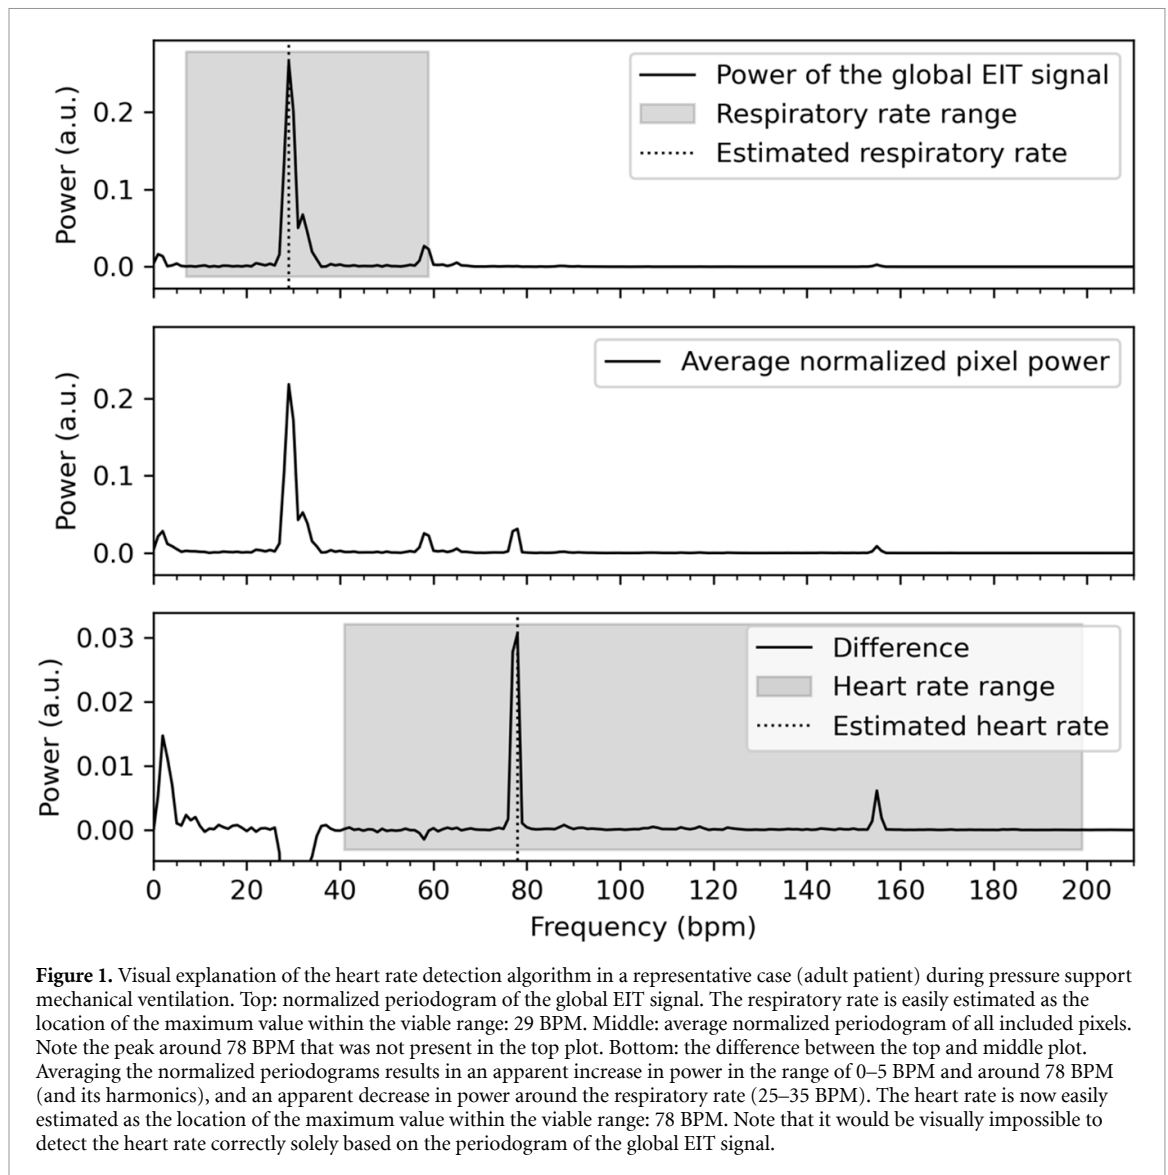 Power (a.u.)
0.2
0.1
0.0
Power of the global EIT signal
Respiratory rate range
Estimated respiratory rate
Power (a.u.)
0.2
0.1
0.0
Average normalized pixel power
Power (a.u.)
0.03
0.02
0.01
0.00
Difference
Heart rate range
Estimated heart rate
0 20 40 60 80 100 120 140 160 180 200
Frequency (bpm)
Figure 1. Visual explanation of the heart rate detection algorithm in a representative case (adult patient) during pressure support
mechanical ventilation. Top: normalized periodogram of the global EIT signal. The respiratory rate is easily estimated as the
location of the maximum value within the viable range: 29 BPM. Middle: average normalized periodogram of all included pixels.
Note the peak around 78 BPM that was not present in the top plot. Bottom: the difference between the top and middle plot.
Averaging the normalized periodograms results in an apparent increase in power in the range of 0–5 BPM and around 78 BPM
(and its harmonics), and an apparent decrease in power around the respiratory rate (25–35 BPM). The heart rate is now easily
estimated as the location of the maximum value within the viable range: 78 BPM. Note that it would be visually impossible to
detect the heart rate correctly solely based on the periodogram of the global EIT signal.